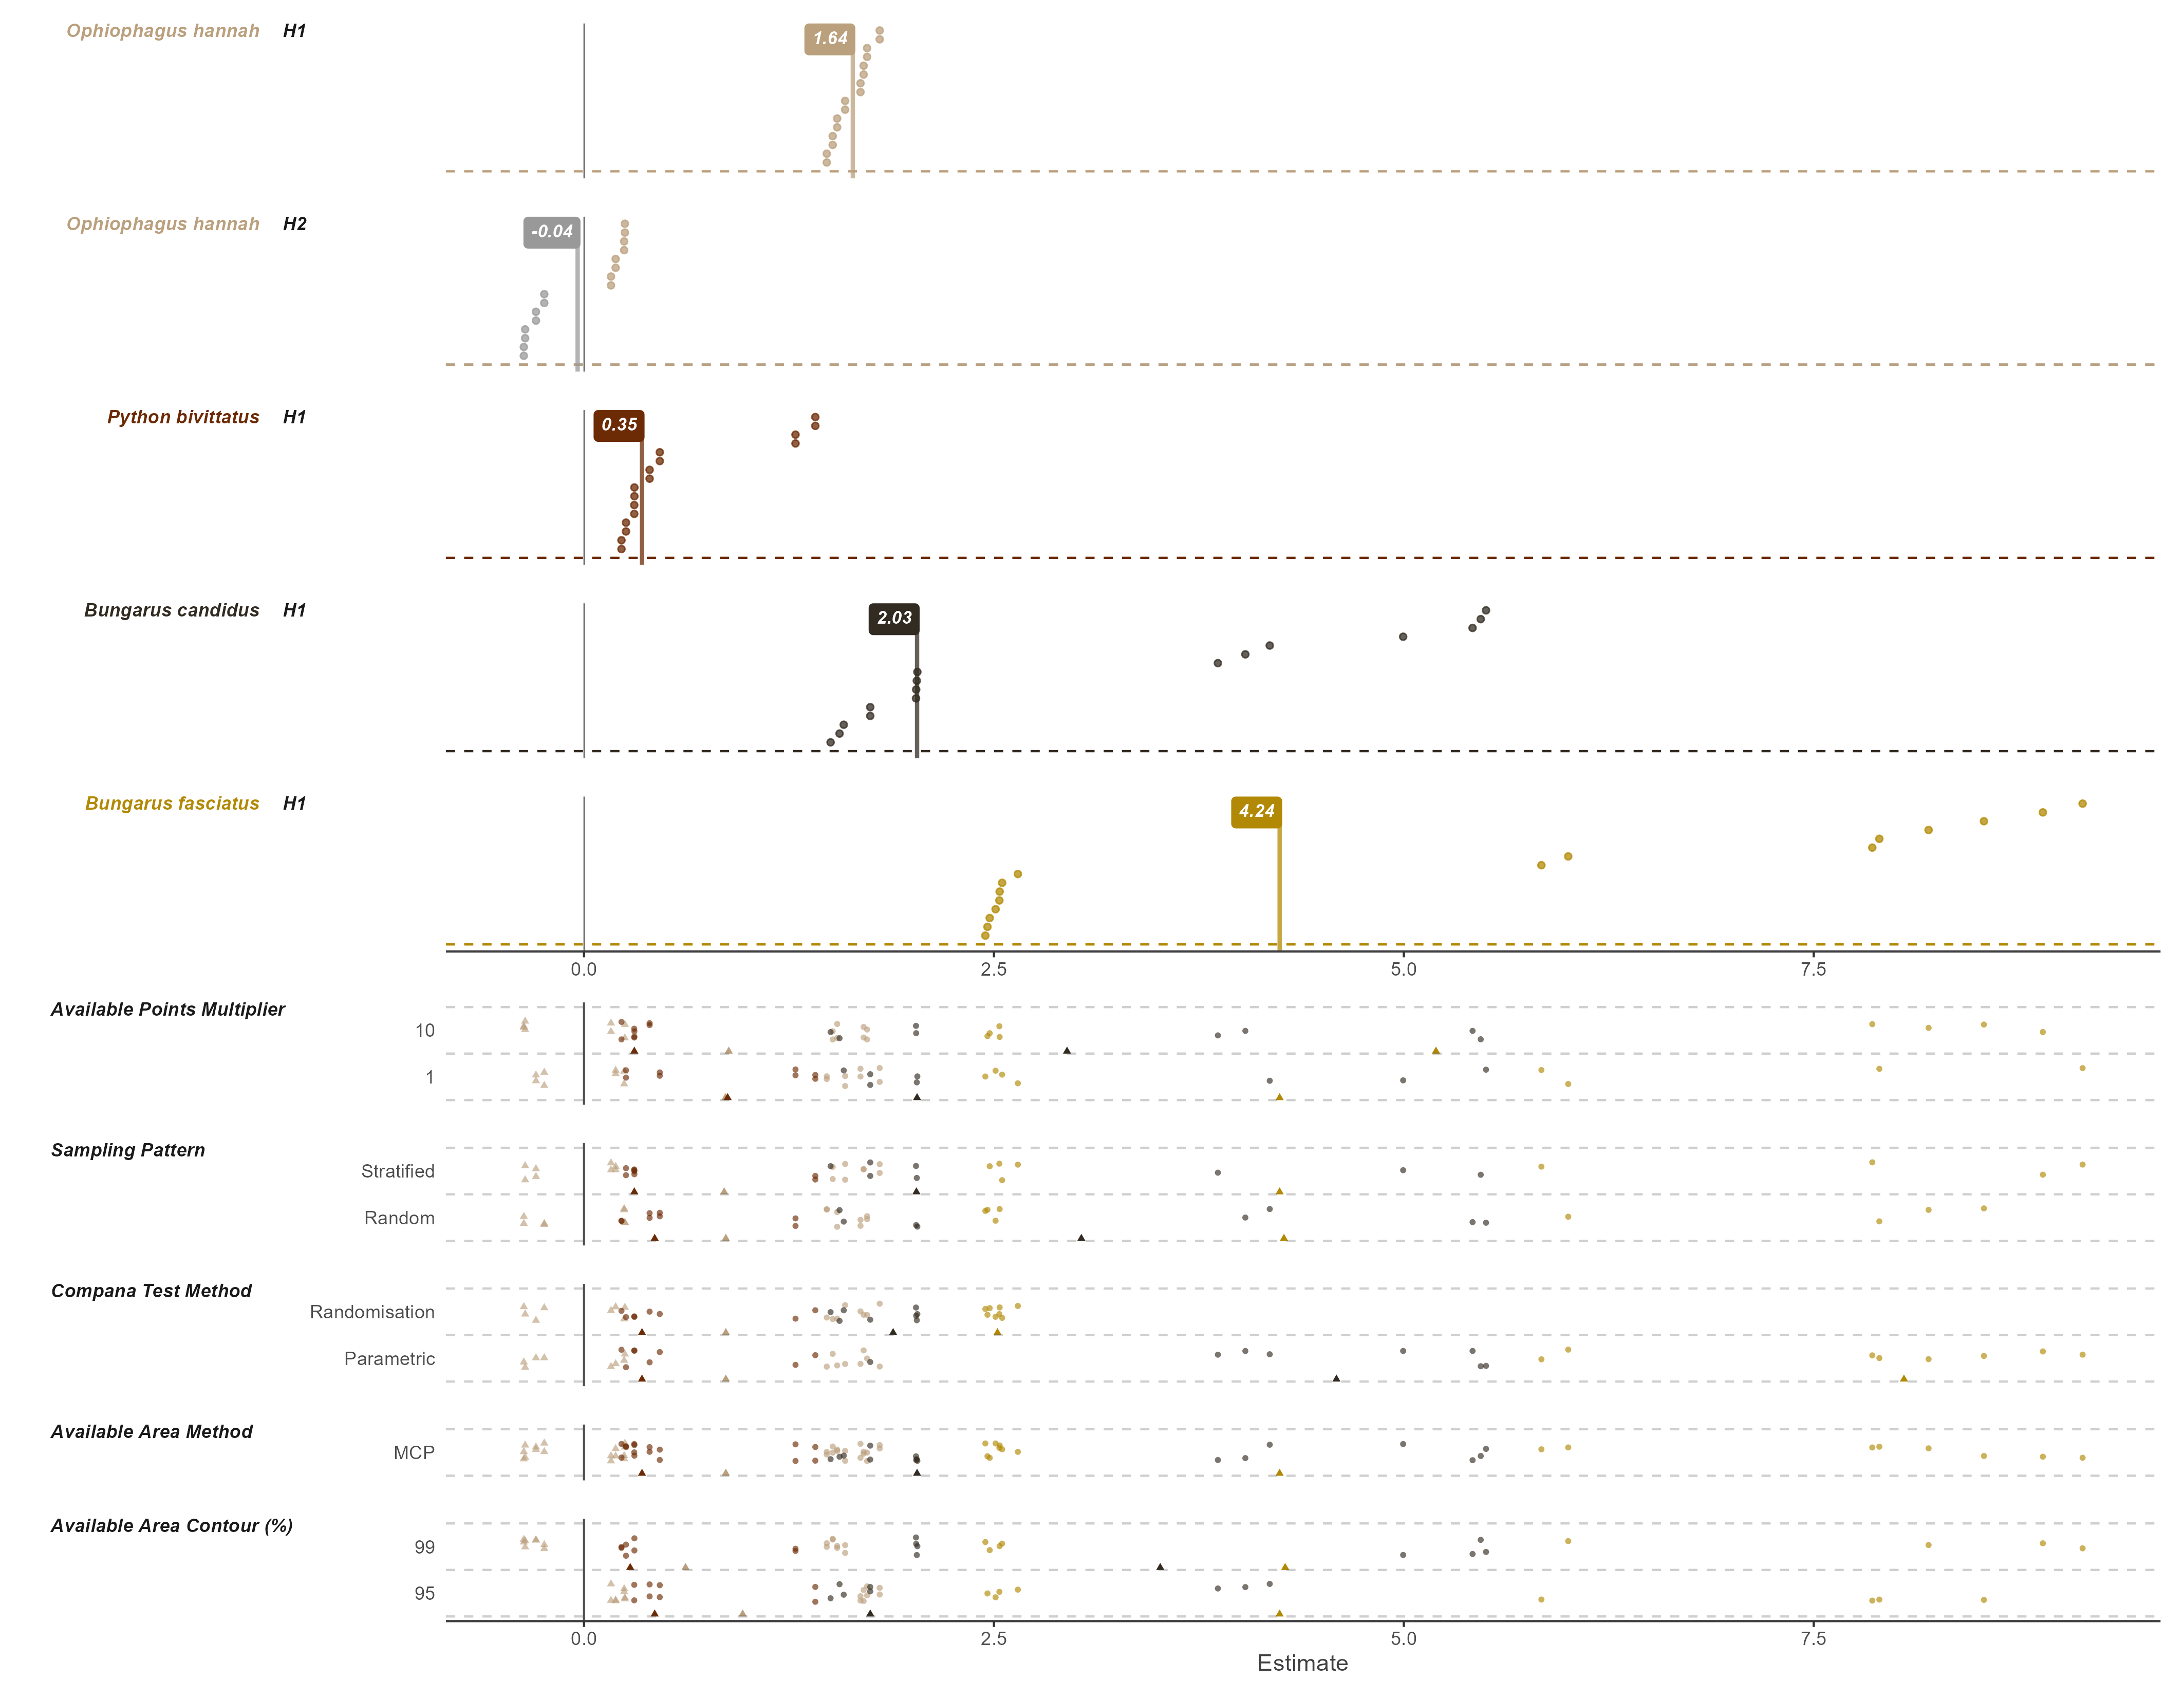 Ophiophagus hannah H1
1.64
Ophiophagus hannah H2
-0.04
Python bivittatus H1
0.35
Bungarus candidus H1
2.03
Bungarus fasciatus H1
4.24
0.0 2.5 5.0 7.5
Available Points Multiplier
10
1
Sampling Pattern
Stratified
Random
Compana Test Method
Randomisation
Parametric
Available Area Method
MCP
Available Area Contour (%)
99
95
0.0 2.5 5.0 7.5
Estimate